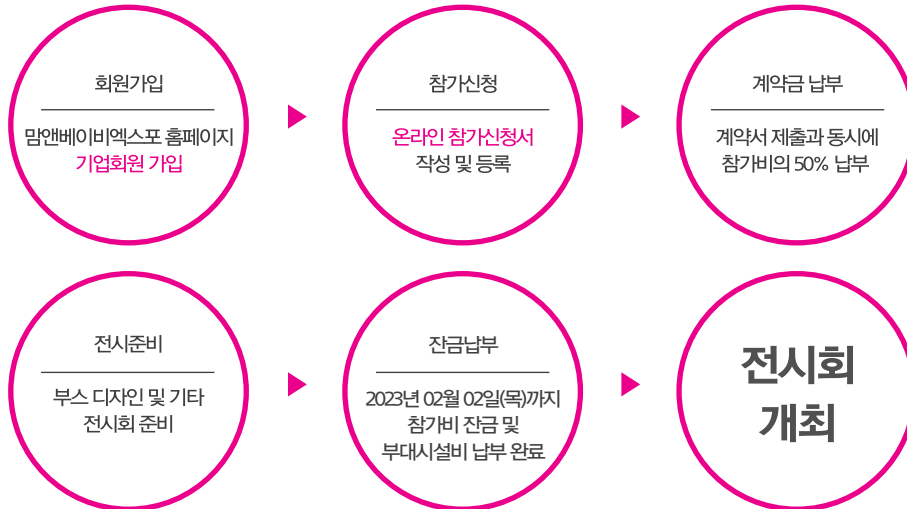 회원가입
맘앤베이비엑스포 홈페이지
기업회원 가입
참가신청
온라인 참가신청서
작성 및 등록
계약금 납부
계약서 제출과 동시에
참가비의 50% 납부
전시준비
부스 디자인 및 기타
전시회 준비
잔금납부
2023년 02월 02일(목)까지
참가비 잔금 및
부대시설비 납부 완료
전시회
개최